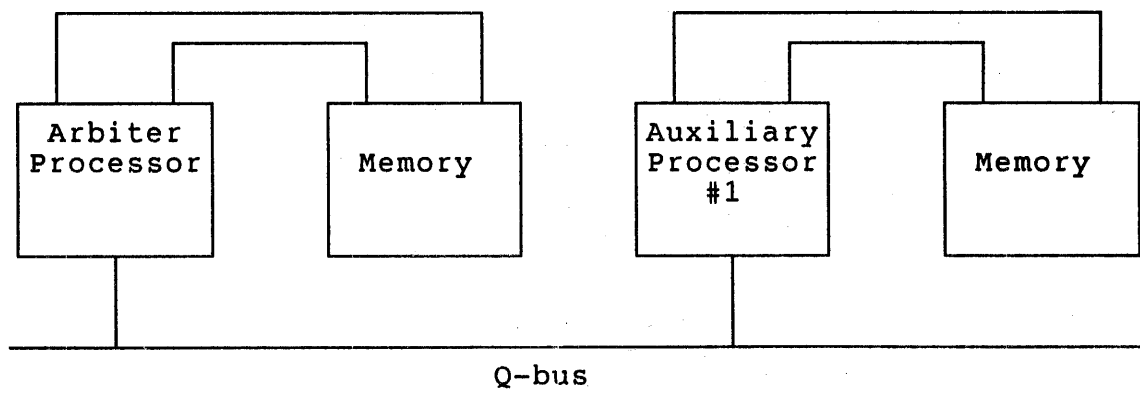 Arbiter
Processor
Memory
Auxiliary
Processor
#1
Memory
Q-bus